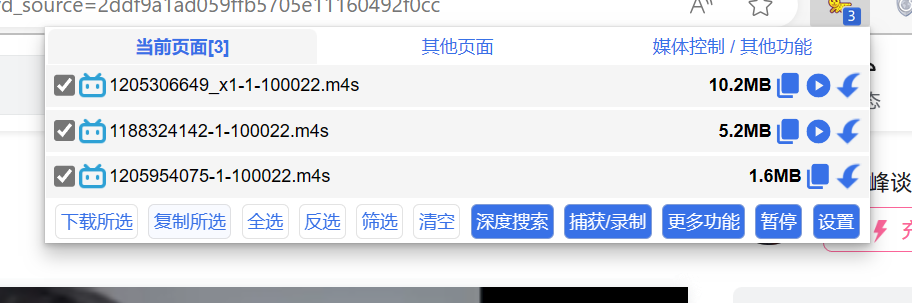 rd_source=2ddf9a1ad059ffb5705e11160492f0cc
A"
3
当前页面[3] 其他页面 媒体控制 / 其他功能
1205306649_x1-1-100022.m4s 10.2MB
1188324142-1-100022.m4s 5.2MB
1205954075-1-100022.m4s 1.6MB
下载所选 复制所选 全选 反选 筛选 清空 深度搜索 捕获/录制 更多功能 暂停 设置
态
峰谈